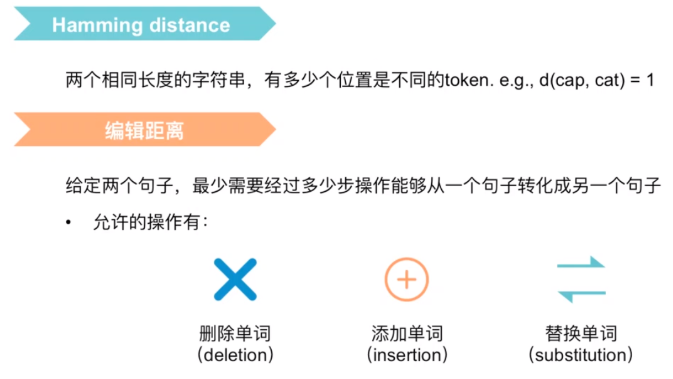 Hamming distance
两个相同长度的字符串，有多少个位置是不同的token. e.g., d(cap, cat) = 1
编辑距离
给定两个句子，最少需要经过多少步操作能够从一个句子转化成另一个句子
• 允许的操作有：
删除单词 添加单词 替换单词
(deletion) (insertion) (substitution)